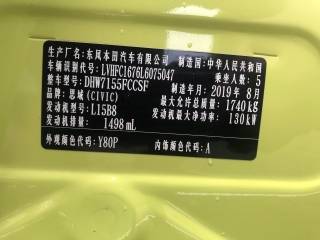 生产厂: 东风本田汽车有限公司 制造国: 中华人民共和国
车辆识别代号: LVHFC1676L6075047 乘坐人数: 5
整车型号: DHW7155FCCSF 制造年月: 2019年8月
品牌: 思域(CIVIC) 最大允许总质量: 1740kg
发动机型号: L15B8 发动机最大净功率: 130kW
发动机排量: 1498mL
外观颜色代码: Y80P 内饰颜色代码: A